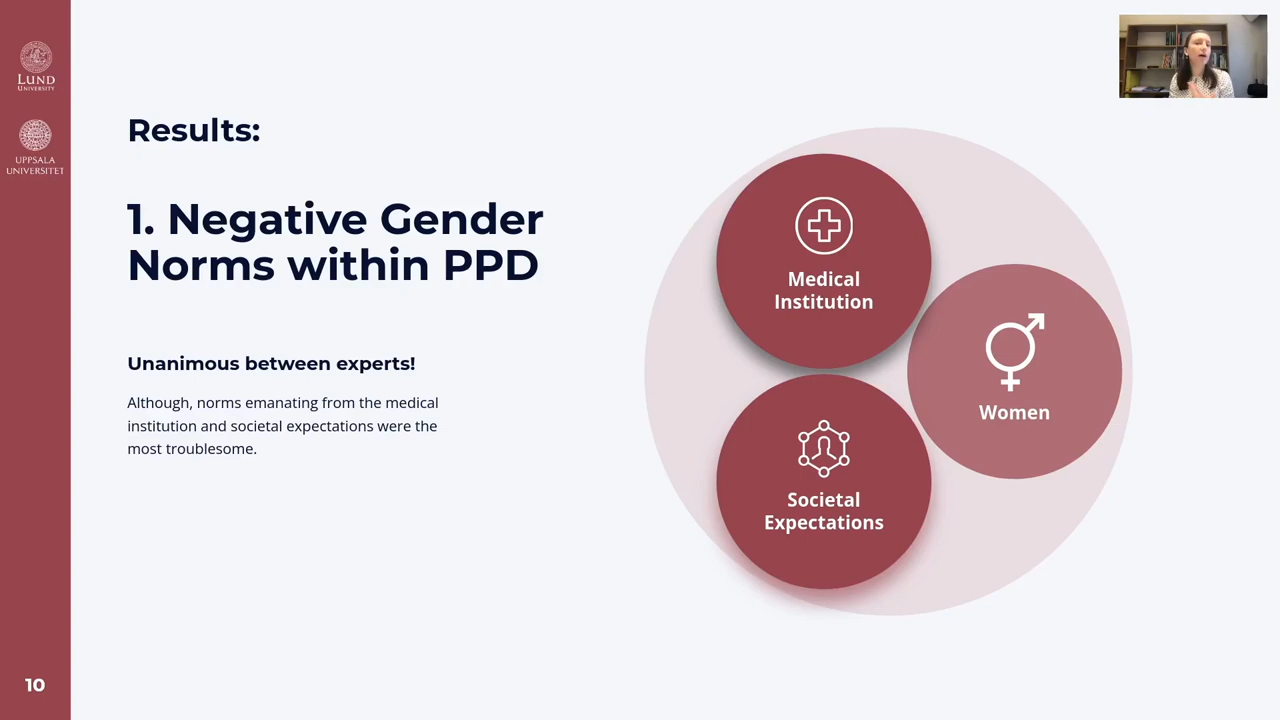 LUND
UNIVERSITY
UPPSALA
UNIVERSITET
Results:
1. Negative Gender
Norms within PPD
Unanimous between experts!
Although, norms emanating from the medical
institution and societal expectations were the
most troublesome.
Medical
Institution
Women
Societal
Expectations
10